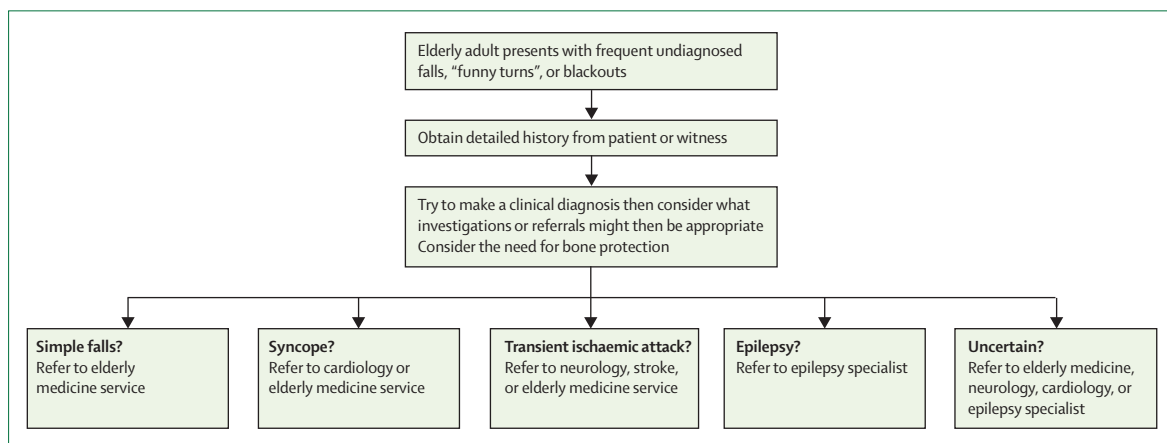 Elderly adult presents with frequent undiagnosed
falls, “funny turns”, or blackouts
Obtain detailed history from patient or witness
Try to make a clinical diagnosis then consider what
investigations or referrals might then be appropriate
Consider the need for bone protection
Simple falls?
Refer to elderly
medicine service
Syncope?
Refer to cardiology or
elderly medicine service
Transient ischaemic attack?
Refer to neurology, stroke,
or elderly medicine service
Epilepsy?
Refer to epilepsy specialist
Uncertain?
Refer to elderly medicine,
neurology, cardiology, or
epilepsy specialist